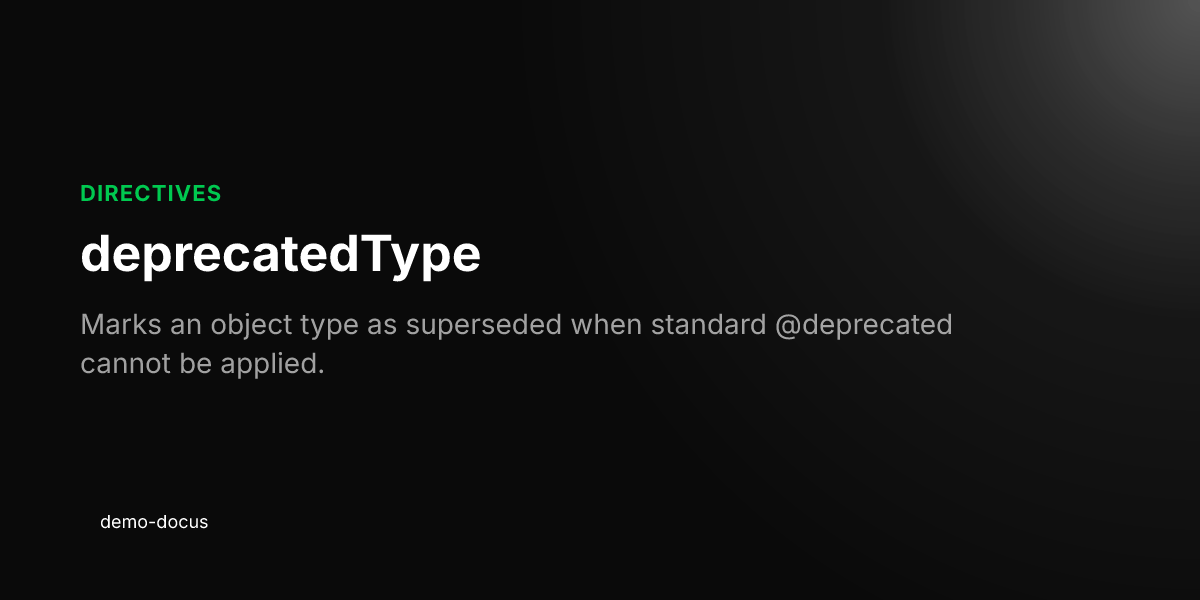 DIRECTIVES
deprecatedType
Marks an object type as superseded when standard @deprecated
cannot be applied.
demo-docus